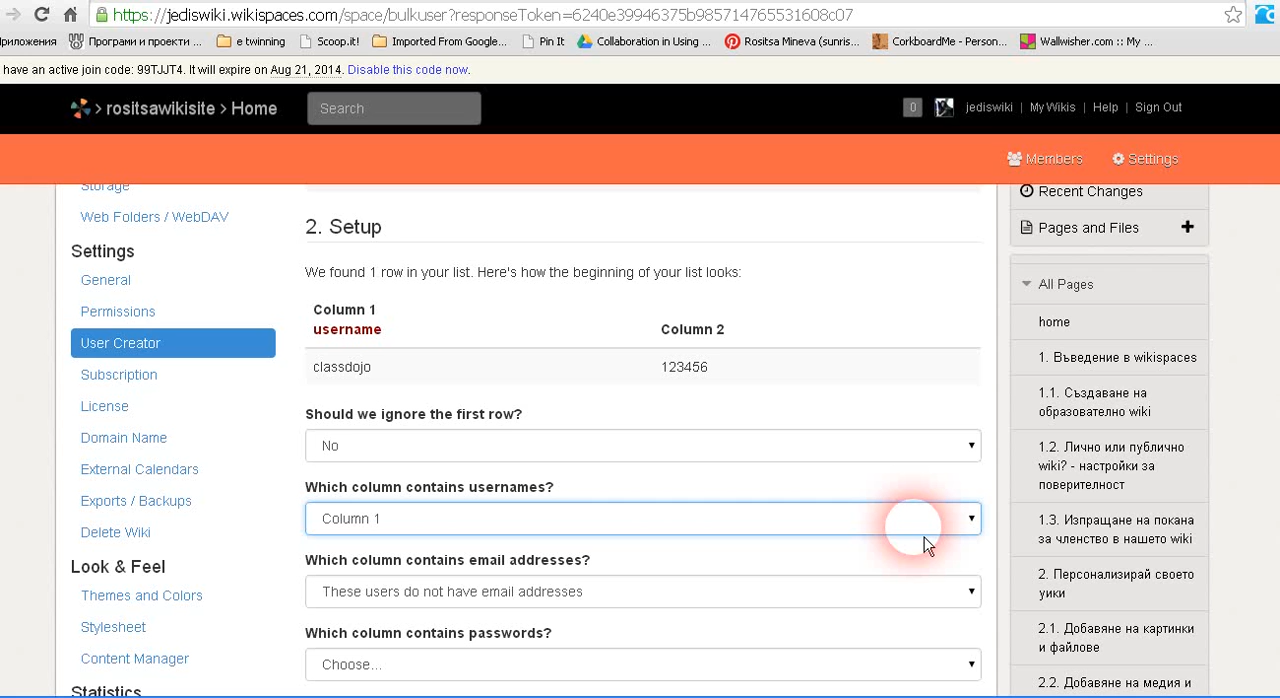 https://jediswiki.wikispaces.com/space/bulkuser?responseToken=6240e39946375b985714765531608c07
Приложения
Програми и проекти ...
e twinning
Scoop.it!
Imported From Google...
Pin It
Collaboration in Using ...
Rositsa Mineva (sunris...
CorkboardMe - Person...
Wallwisher.com :: My ...
have an active join code: 99TJJT4. It will expire on Aug 21, 2014. Disable this code now.
> rositsawikisite > Home
Search
0
jediswiki | My Wikis | Help | Sign Out
Members
Settings
Storage
Web Folders / WebDAV
Settings
General
Permissions
User Creator
Subscription
License
Domain Name
External Calendars
Exports / Backups
Delete Wiki
Look & Feel
Themes and Colors
Stylesheet
Content Manager
Statistics
2. Setup
We found 1 row in your list. Here's how the beginning of your list looks:
Column 1
username
Column 2
classdojo
123456
Should we ignore the first row?
No
Which column contains usernames?
Column 1
Which column contains email addresses?
These users do not have email addresses
Which column contains passwords?
Choose...
Recent Changes
Pages and Files
All Pages
home
1. Въведение в wikispaces
1.1. Създаване на
образователно wiki
1.2. Лично или публично
wiki? - настройки за
поверителност
1.3. Изпращане на покана
за членство в нашето wiki
2. Персонализирай своето
уики
2.1. Добавяне на картинки
и файлове
2.2. Добавяне на медия и